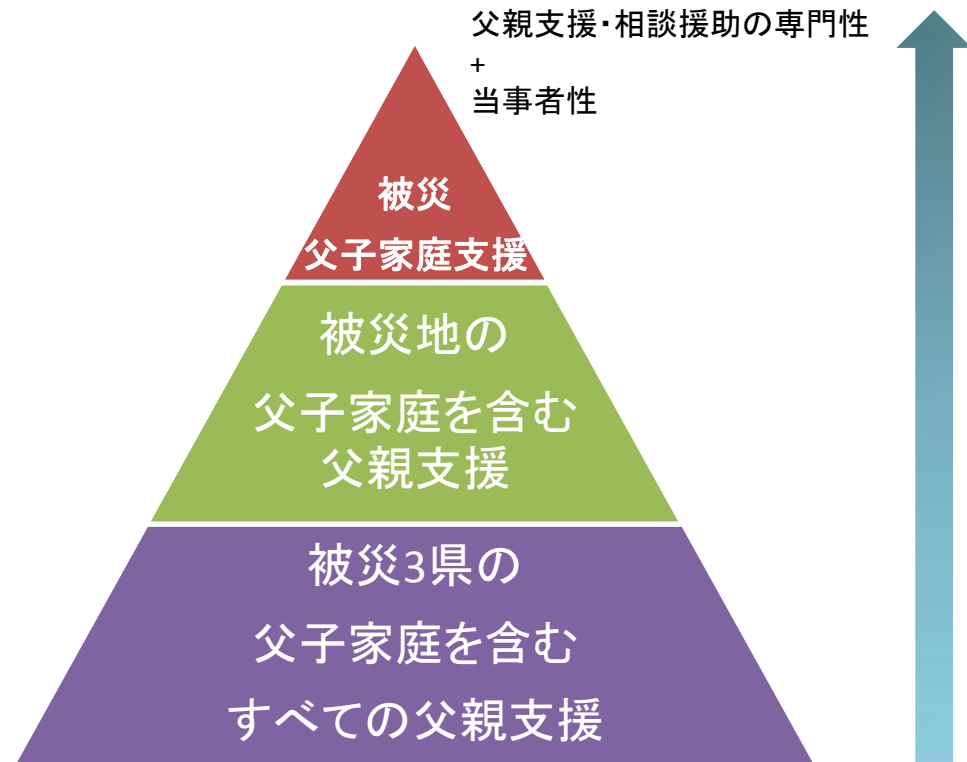 父親支援・相談援助の専門性
+
当事者性
被災
父子家庭支援
被災地の
父子家庭を含む
父親支援
被災3県の
父子家庭を含む
すべての父親支援